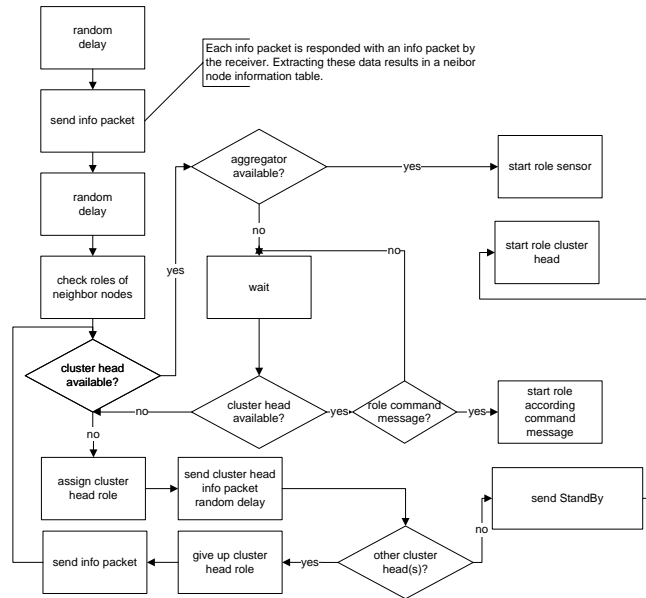 random
delay
Each info packet is responded with an info packet by
the receiver. Extracting these data results in a neibor
node information table.
send info packet
aggregator
available?
yes
start role sensor
random
delay
no
start role cluster
head
no
yes
check roles of
neighbor nodes
wait
cluster head
available?
no
cluster head
available?
yes
role command
message?
yes
start role
according
command
message
no
assign cluster
head role
send cluster head
info packet
random delay
send StandBy
no
send info packet
give up cluster
head role
yes
other cluster
head(s)?